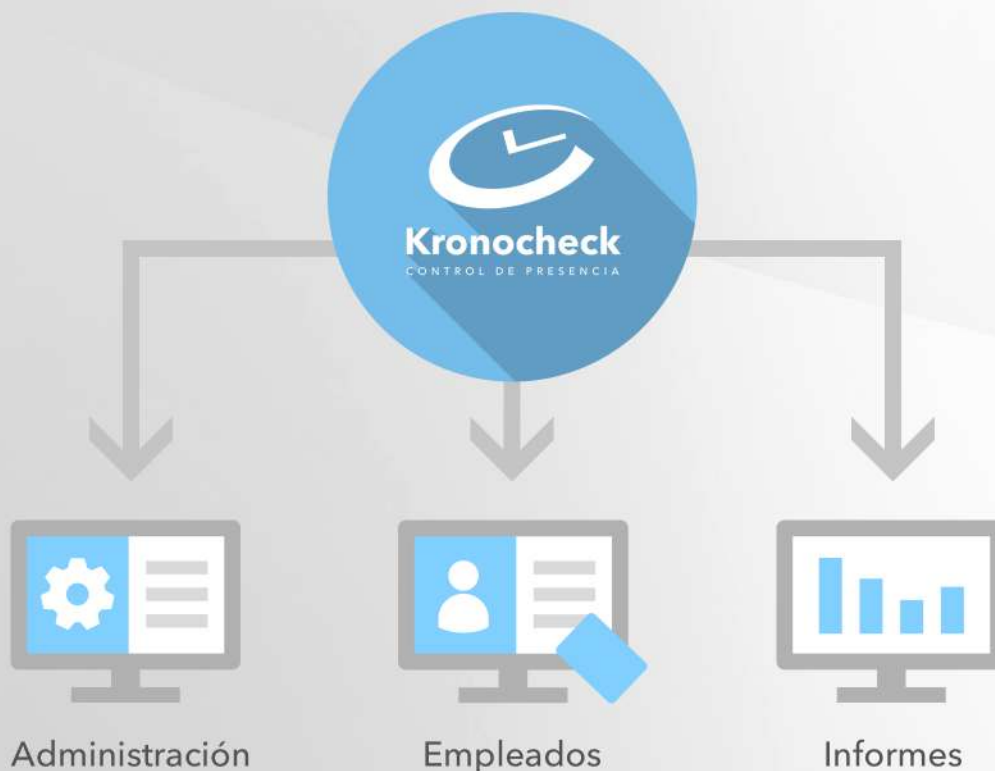 Kronocheck
CONTROL DE PRESENCIA
Administración
Empleados
Informes